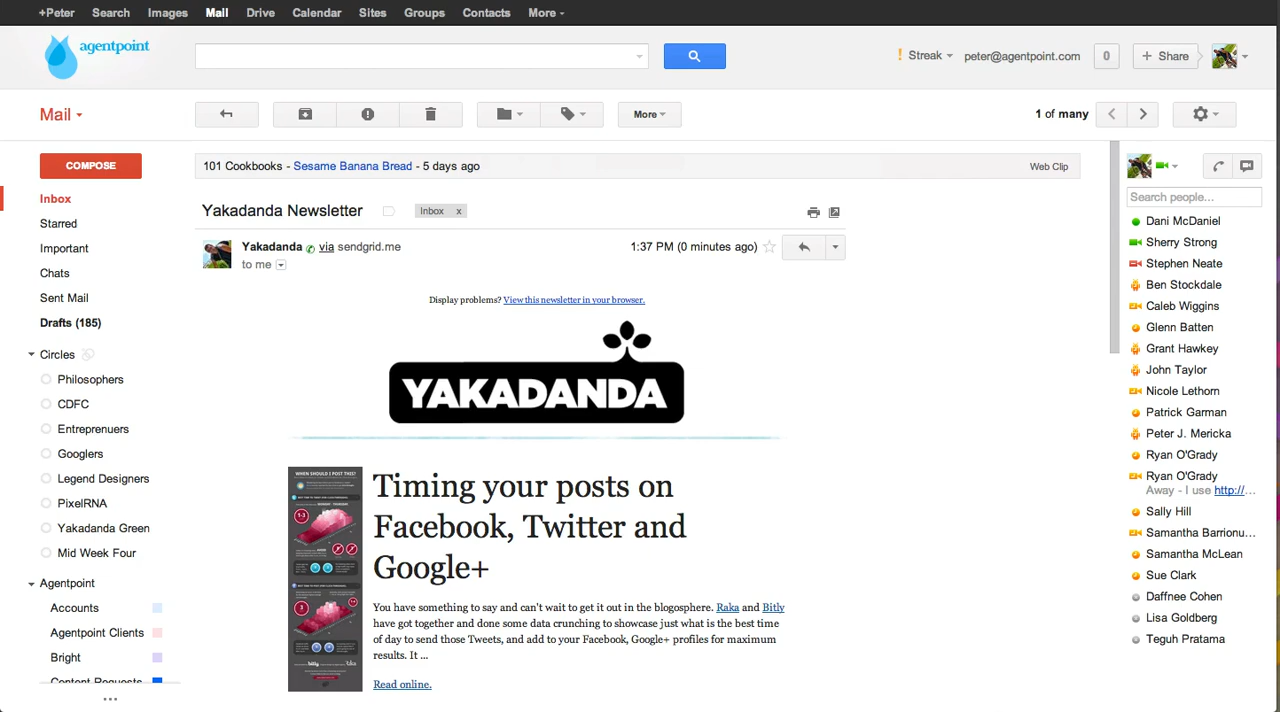 +Peter Search Images Mail Drive Calendar Sites Groups Contacts More
agentpoint
Streak peter@agentpoint.com 0 + Share
Mail More 1 of many
COMPOSE
101 Cookbooks - Sesame Banana Bread - 5 days ago Web Clip
Inbox
Starred
Important
Chats
Sent Mail
Drafts (185)
Circles
Philosophers
CDFC
Entreprenuers
Googlers
Legend Designers
PixelRNA
Yakadanda Green
Mid Week Four
Agentpoint
Accounts
Agentpoint Clients
Bright
Content Requests
Yakadanda Newsletter Inbox x
Yakadanda via sendgrid.me 1:37 PM (0 minutes ago)
to me
Display problems? View this newsletter in your browser.
YAKADANDA
WHEN SHOULD I POST THIS?
Timing your posts on
Facebook, Twitter and
Google+
You have something to say and can't wait to get it out in the blogosphere. Raka and Bitly
have got together and done some data crunching to showcase just what is the best time
of day to send those Tweets, and add to your Facebook, Google+ profiles for maximum
results. It ...
Read online.
Search people...
Dani McDaniel
Sherry Strong
Stephen Neate
Ben Stockdale
Caleb Wiggins
Glenn Batten
Grant Hawkey
John Taylor
Nicole Lethorn
Patrick Garman
Peter J. Mericka
Ryan O'Grady
Ryan O'Grady
Away - I use http://...
Sally Hill
Samantha Barrionu...
Samantha McLean
Sue Clark
Daffnee Cohen
Lisa Goldberg
Teguh Pratama